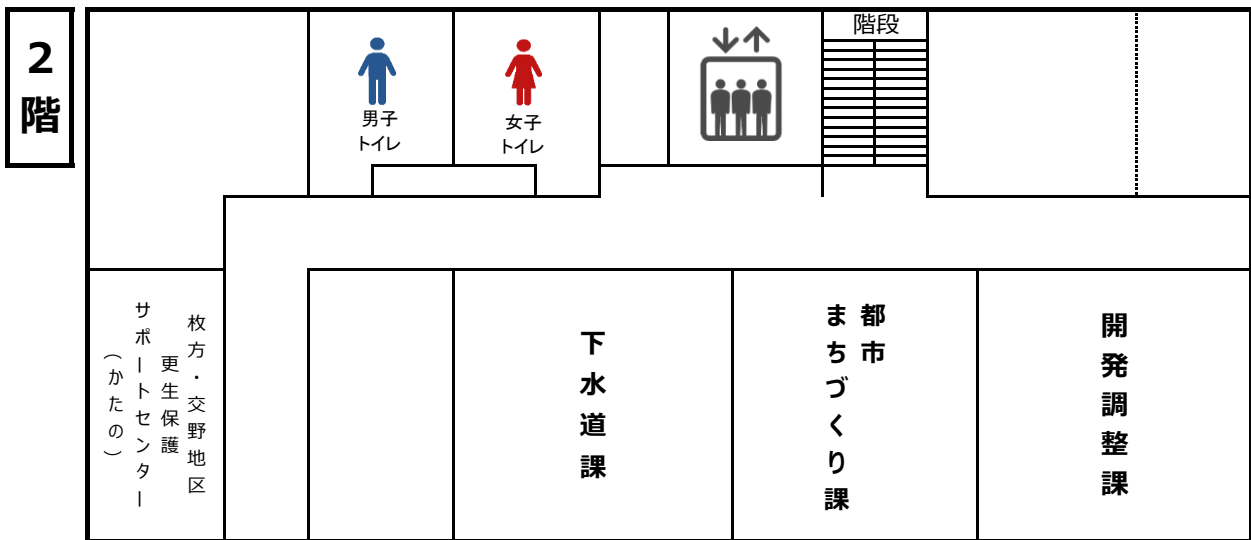 2
階
男子
トイレ
女子
トイレ
階段
枚方・交野地区
更生保護
サポートセンター
（かたの）
下水道課
都市
まちづくり課
開発調整課